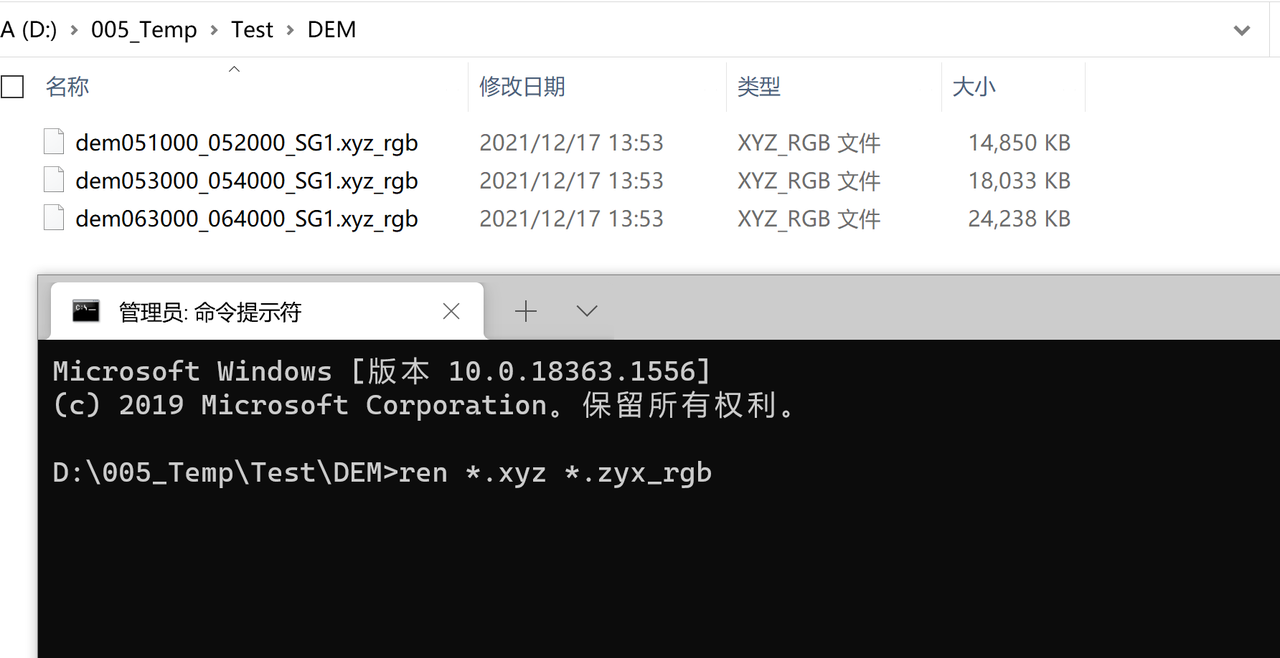 A (D:) > 005_Temp > Test > DEM
名称 修改日期 类型 大小
dem051000_052000_SG1.xyz_rgb 2021/12/17 13:53 XYZ_RGB 文件 14,850 KB
dem053000_054000_SG1.xyz_rgb 2021/12/17 13:53 XYZ_RGB 文件 18,033 KB
dem063000_064000_SG1.xyz_rgb 2021/12/17 13:53 XYZ_RGB 文件 24,238 KB
管理员: 命令提示符
Microsoft Windows [版本 10.0.18363.1556]
(c) 2019 Microsoft Corporation。保留所有权利。
D:\005_Temp\Test\DEM>ren *.xyz *.zyx_rgb